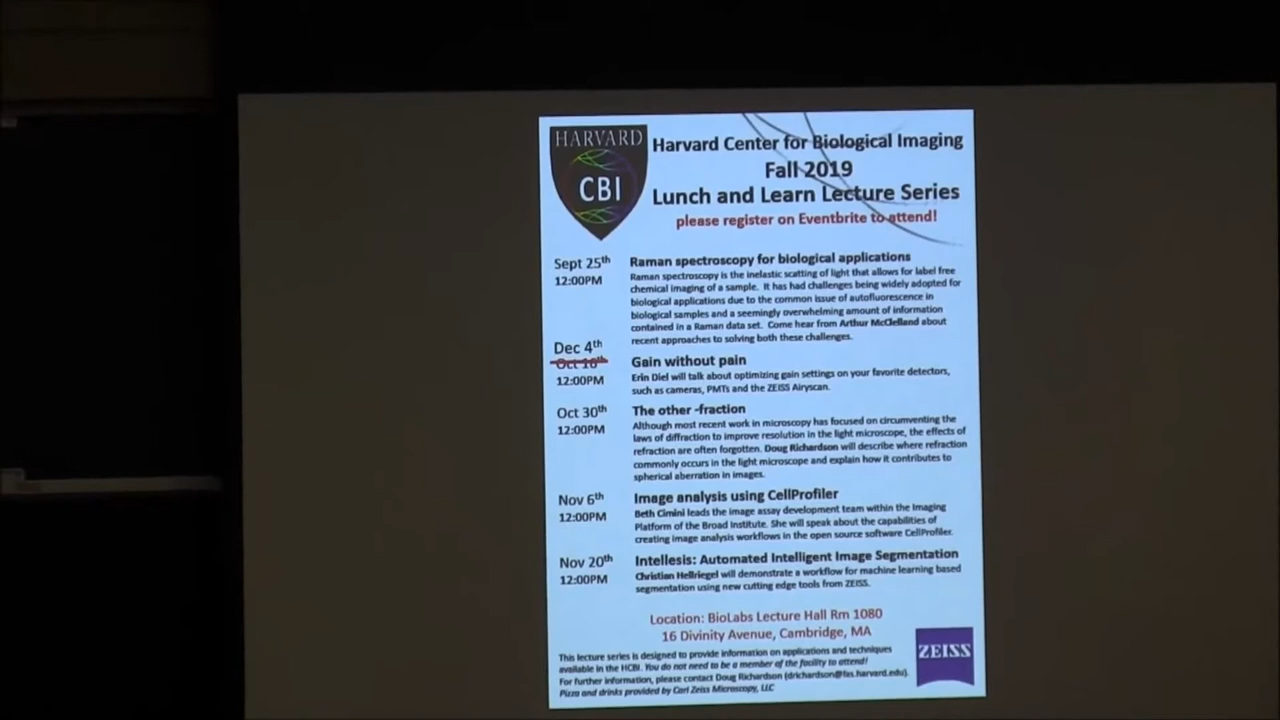 HARVARD
CBI
Harvard Center for Biological Imaging
Fall 2019
Lunch and Learn Lecture Series
please register on Eventbrite to attend!
Sept 25th
12:00PM
Raman spectroscopy for biological applications
Raman spectroscopy is the inelastic scatting of light that allows for label free
chemical imaging of a sample. It has had challenges being widely adopted for
biological applications due to the common issue of autofluorescence in
biological samples and a seemingly overwhelming amount of information
contained in a Raman data set. Come hear from Arthur McClelland about
recent approaches to solving both these challenges.
Dec 4th
Oct 16th
12:00PM
Gain without pain
Erin Diel will talk about optimizing gain settings on your favorite detectors,
such as cameras, PMTs and the ZEISS Airyscan.
Oct 30th
12:00PM
The other -fraction
Although most recent work in microscopy has focused on circumventing the
laws of diffraction to improve resolution in the light microscope, the effects of
refraction are often forgotten. Doug Richardson will describe where refraction
commonly occurs in the light microscope and explain how it contributes to
spherical aberration in images.
Nov 6th
12:00PM
Image analysis using CellProfiler
Beth Cimini leads the image assay development team within the Imaging
Platform of the Broad Institute. She will speak about the capabilities of
creating image analysis workflows in the open source software CellProfiler.
Nov 20th
12:00PM
Intellesis: Automated Intelligent Image Segmentation
Christian Hellriegel will demonstrate a workflow for machine learning based
segmentation using new cutting edge tools from ZEISS.
Location: BioLabs Lecture Hall Rm 1080
16 Divinity Avenue, Cambridge, MA
This lecture series is designed to provide information on applications and techniques
available in the HCBI. You do not need to be a member of the facility to attend!
For further information, please contact Doug Richardson (drichardson@fas.harvard.edu).
Pizza and drinks provided by Carl Zeiss Microscopy, LLC
ZEISS